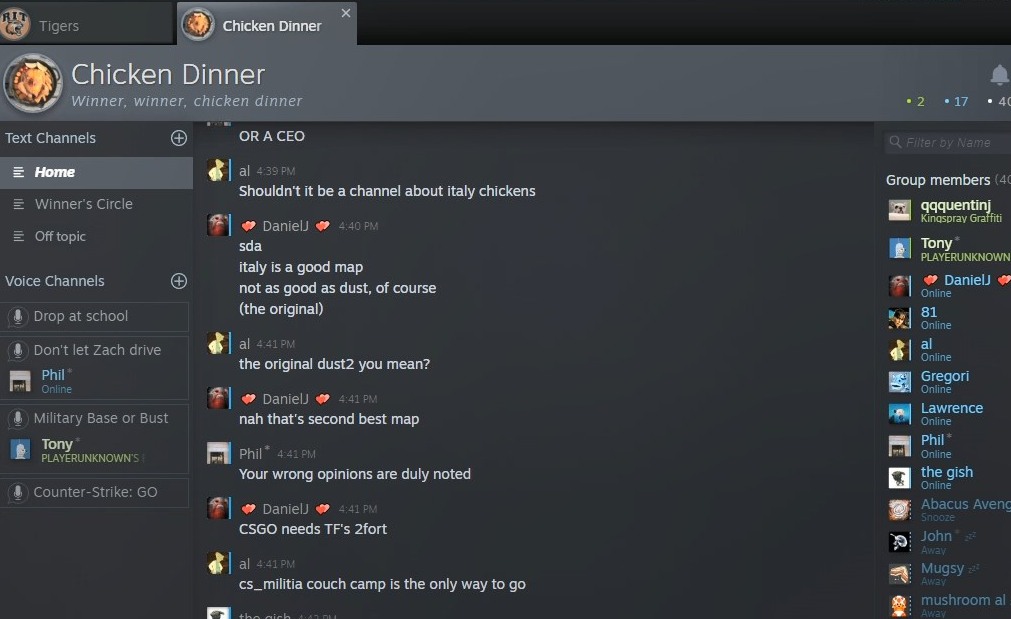 RIT
Tigers
Chicken Dinner
Chicken Dinner
Winner, winner, chicken dinner
• 2 • 17 • 40
Text Channels
Home
Winner's Circle
Off topic
Voice Channels
Drop at school
Don't let Zach drive
Phil *
Online
Military Base or Bust
Tony *
PLAYERUNKNOWN'S
Counter-Strike: GO
OR A CEO
al 4:39 PM
Shouldn't it be a channel about italy chickens
DanielJ 4:40 PM
sda
italy is a good map
not as good as dust, of course
(the original)
al 4:41 PM
the original dust2 you mean?
DanielJ 4:41 PM
nah that's second best map
Phil * 4:41 PM
Your wrong opinions are duly noted
DanielJ 4:41 PM
CSGO needs TF's 2fort
al 4:41 PM
cs_militia couch camp is the only way to go
the gish 4:42 PM
Filter by Name
Group members (40
qqquentinj
Kingspray Graffiti
Tony *
PLAYERUNKNOWN
DanielJ
Online
81
Online
al
Online
Gregori
Online
Lawrence
Online
Phil *
Online
the gish
Online
Abacus Aveng
Snooze
John * zzz
Away
Mugsy zzz
Away
mushroom al
Away